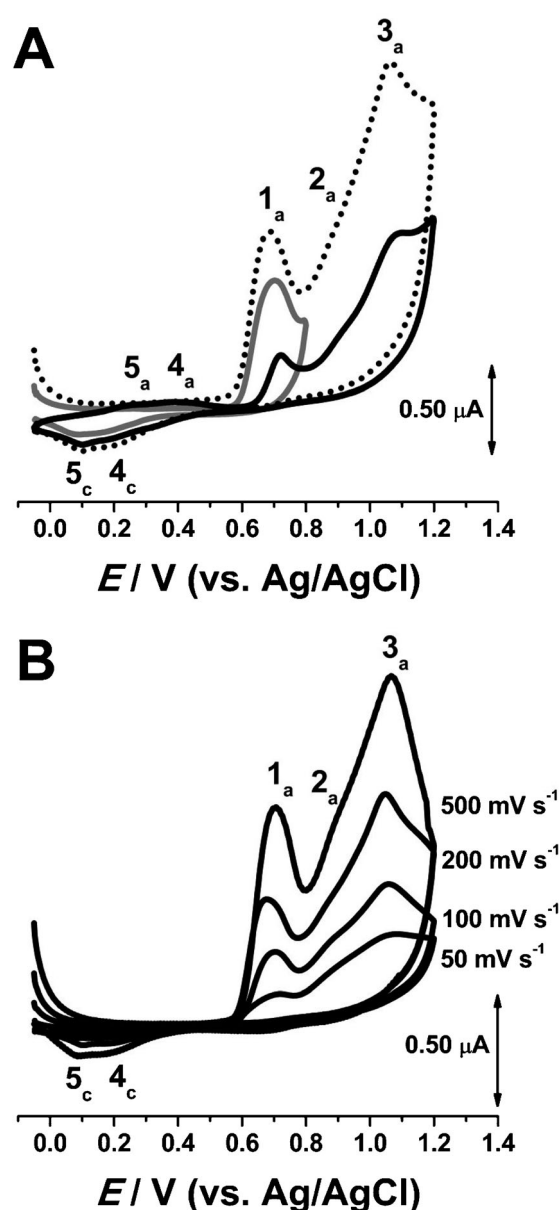 A
3a
2a
1a
5a 4a
0.50 μA
5c 4c
0.0 0.2 0.4 0.6 0.8 1.0 1.2 1.4
E / V (vs. Ag/AgCl)
B
3a
1a 2a
500 mV s-1
200 mV s-1
100 mV s-1
50 mV s-1
0.50 μA
5c 4c
0.0 0.2 0.4 0.6 0.8 1.0 1.2 1.4
E / V (vs. Ag/AgCl)